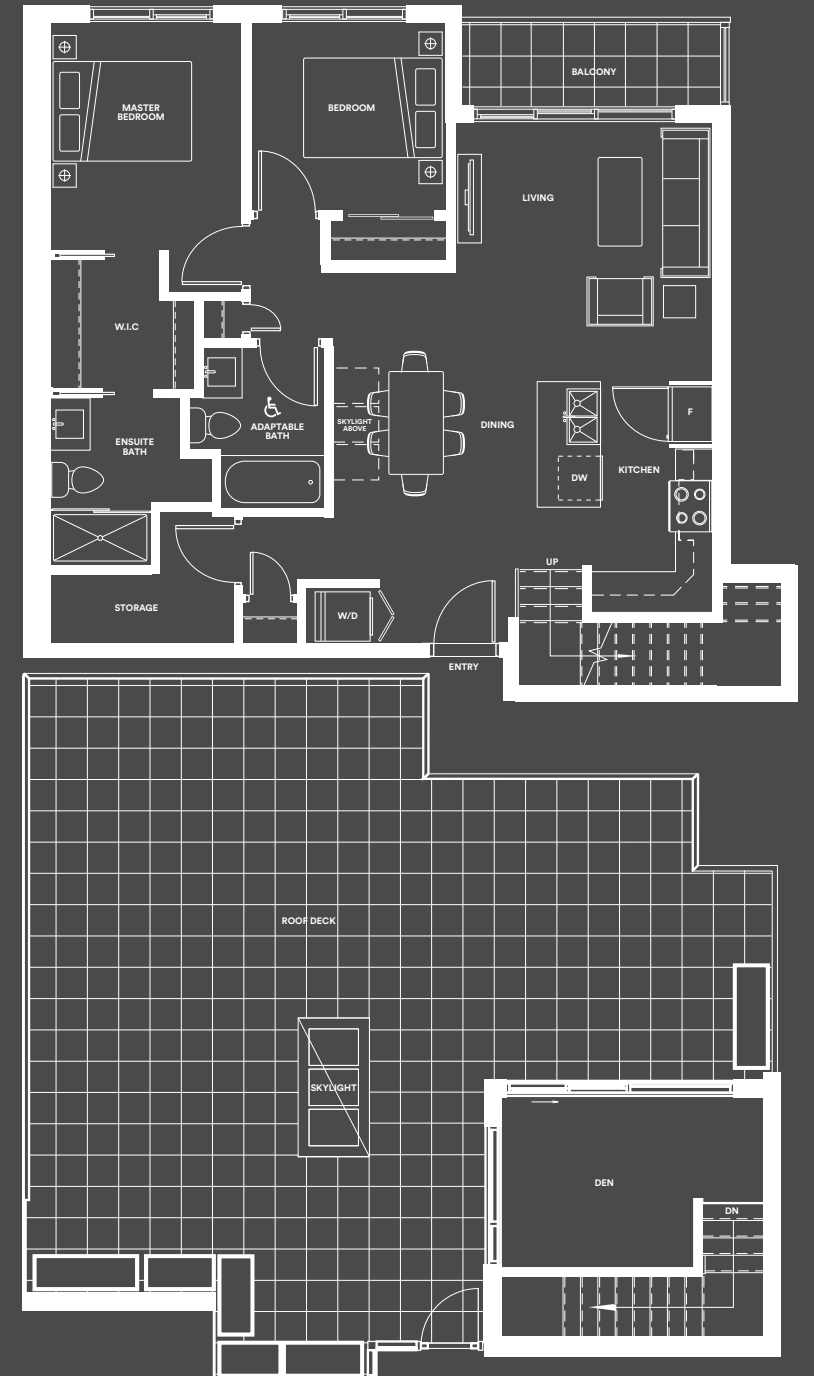 BALCONY
MASTER
BEDROOM
BEDROOM
LIVING
W.I.C
F
SKYLIGHT
ABOVE
DINING
ADAPTABLE
BATH
ENSUITE
BATH
KITCHEN
DW
UP
STORAGE
W/D
ENTRY
ROOF DECK
SKYLIGHT
DEN
DN